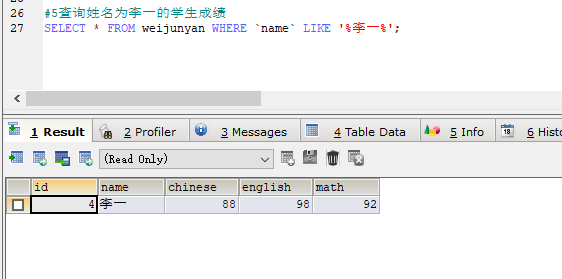 26 #5查询姓名为李一的学生成绩
27 SELECT * FROM weijunyan WHERE `name` LIKE '%李一%';
1 Result 2 Profiler 3 Messages 4 Table Data 5 Info 6 Histo
(Read Only)
id name chinese english math
4 李一 88 98 92